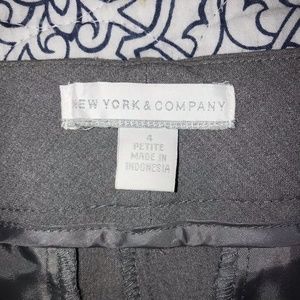 NEW YORK & COMPANY
4
PETITE
MADE IN
INDONESIA